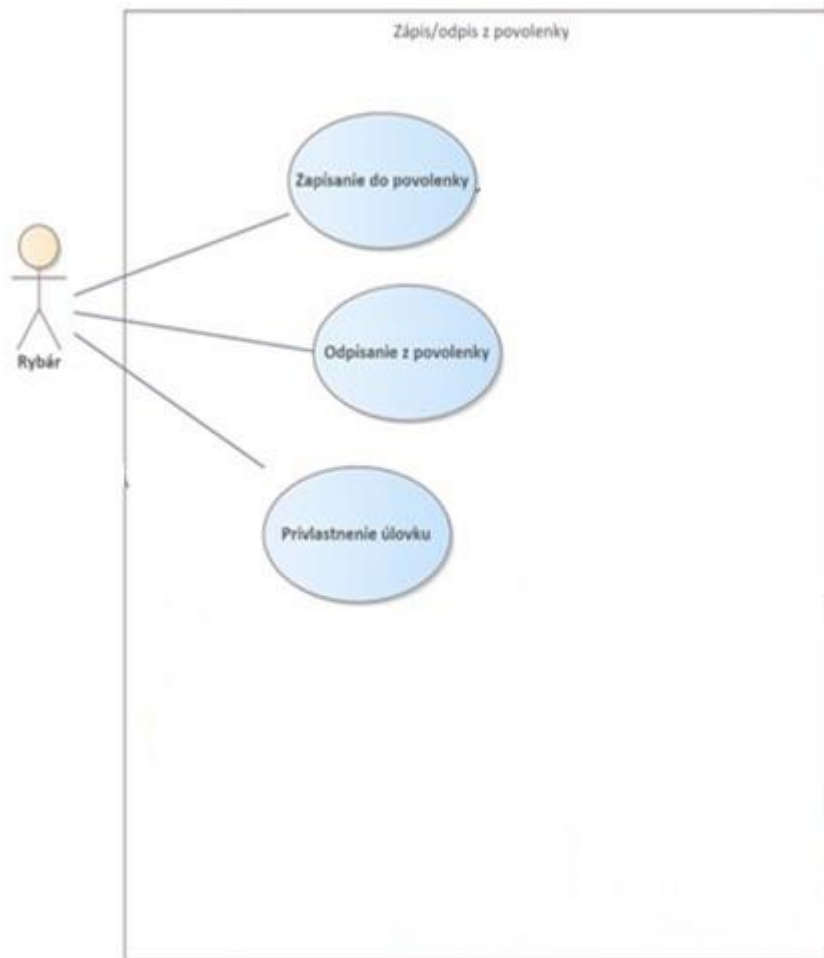 Zápis/odpis z povolenky
Zapísanie do povolenky
Rybár
Odpísanie z povolenky
Privlastnenie úlovku